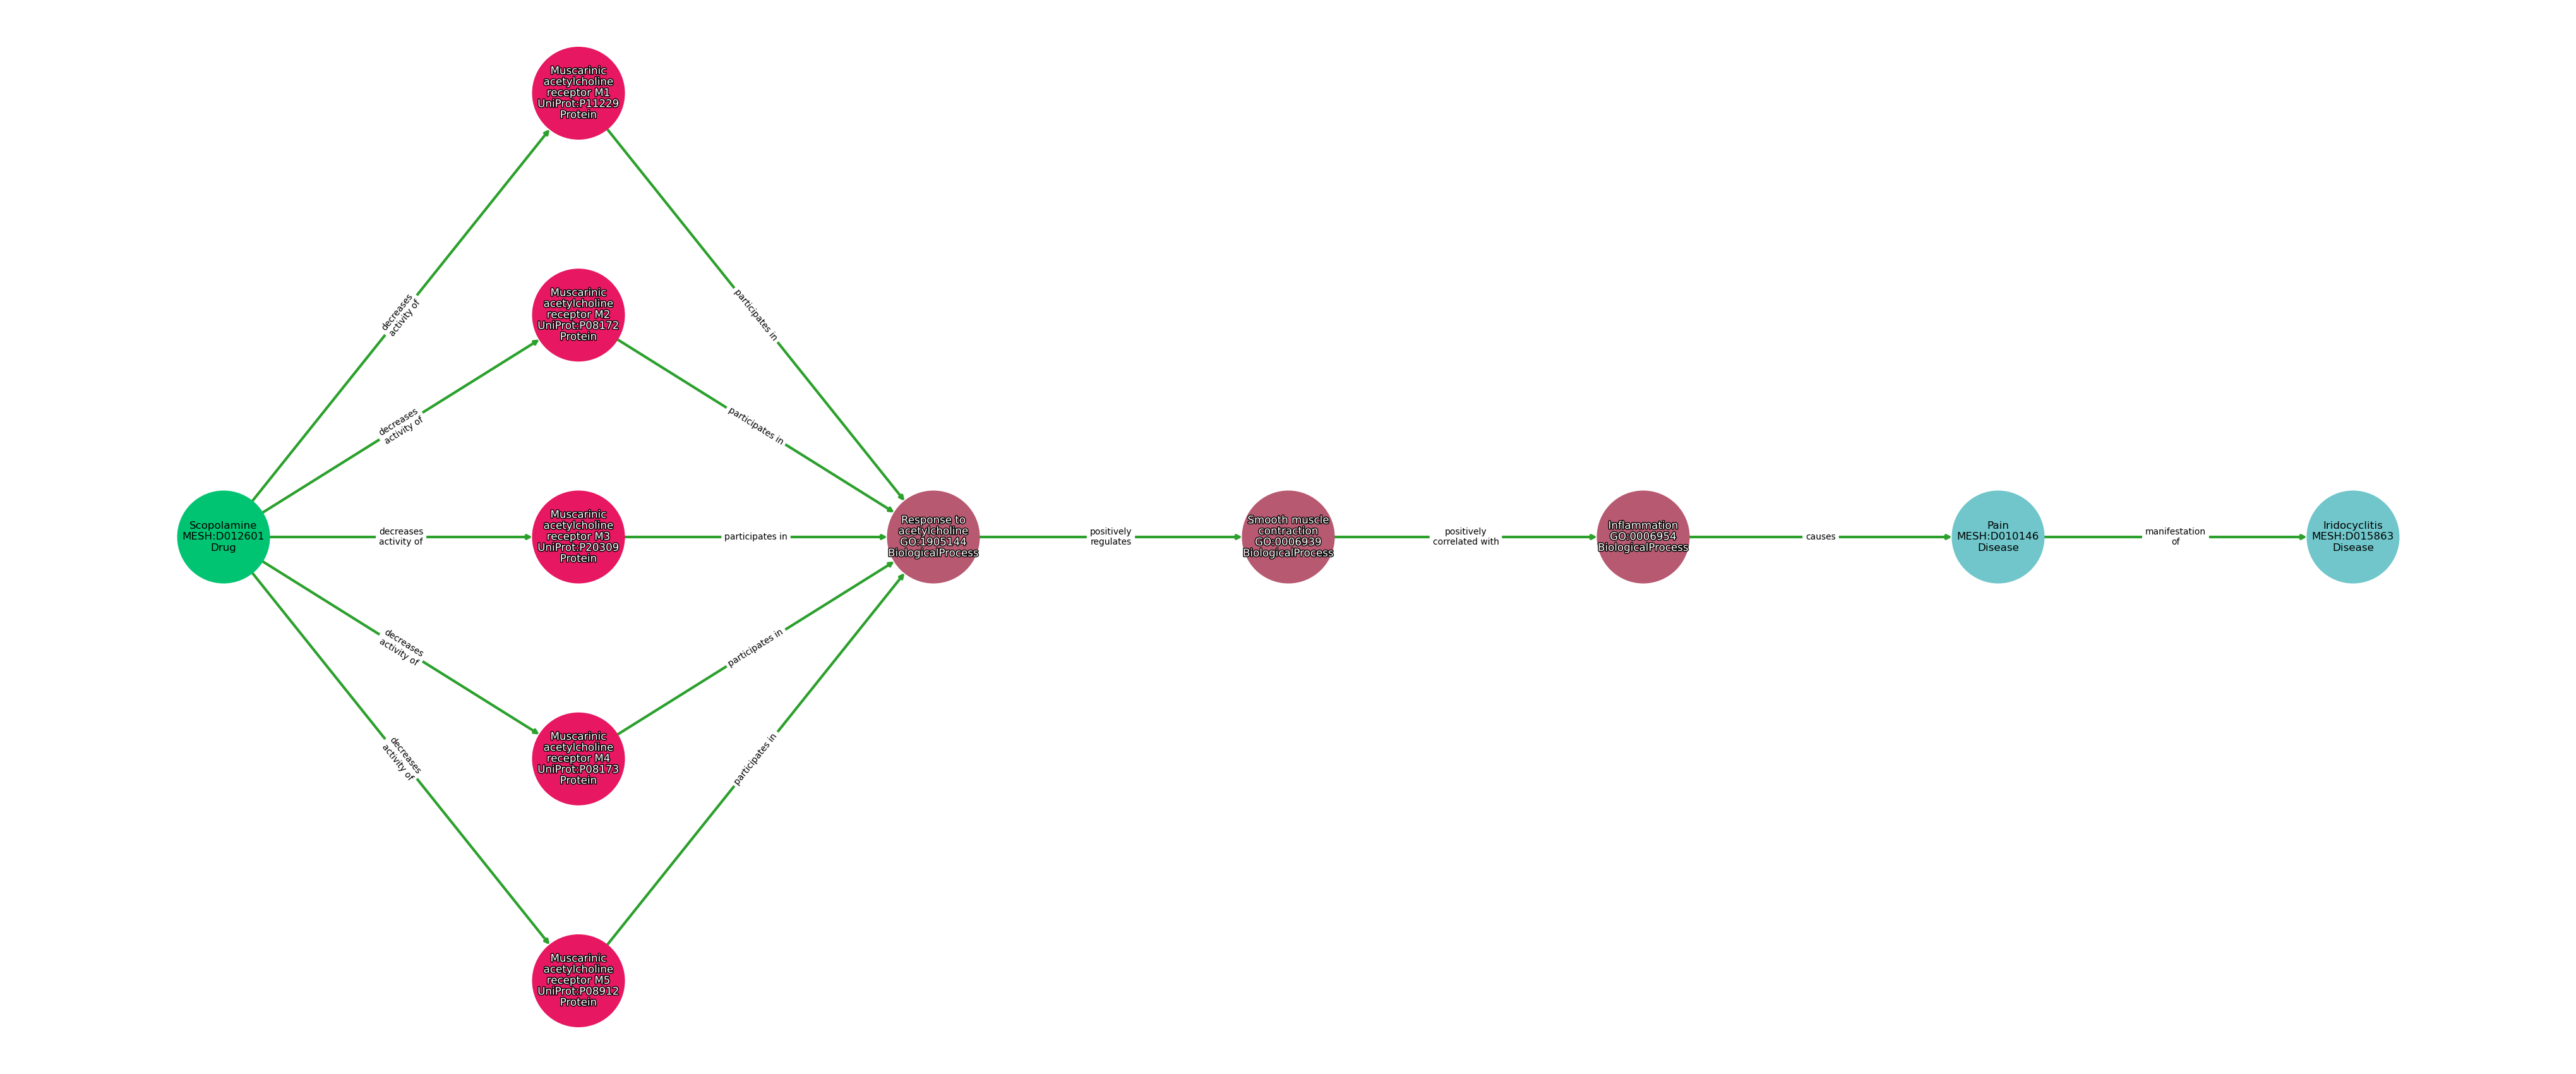 Muscarinic
acetylcholine
receptor M1
UniProt:P11229
Protein
decreases
activity of
participates in
Muscarinic
acetylcholine
receptor M2
UniProt:P08172
Protein
decreases
activity of
participates in
Scopolamine
MESH:D012601
Drug
decreases
activity of
Muscarinic
acetylcholine
receptor M3
UniProt:P20309
Protein
participates in
Response to
acetylcholine
GO:1905144
BiologicalProcess
positively
regulates
Smooth muscle
contraction
GO:0006939
BiologicalProcess
positively
correlated with
Inflammation
GO:0006954
BiologicalProcess
causes
Pain
MESH:D010146
Disease
manifestation
of
Iridocyclitis
MESH:D015863
Disease
decreases
activity of
participates in
Muscarinic
acetylcholine
receptor M4
UniProt:P08173
Protein
decreases
activity of
participates in
Muscarinic
acetylcholine
receptor M5
UniProt:P08912
Protein